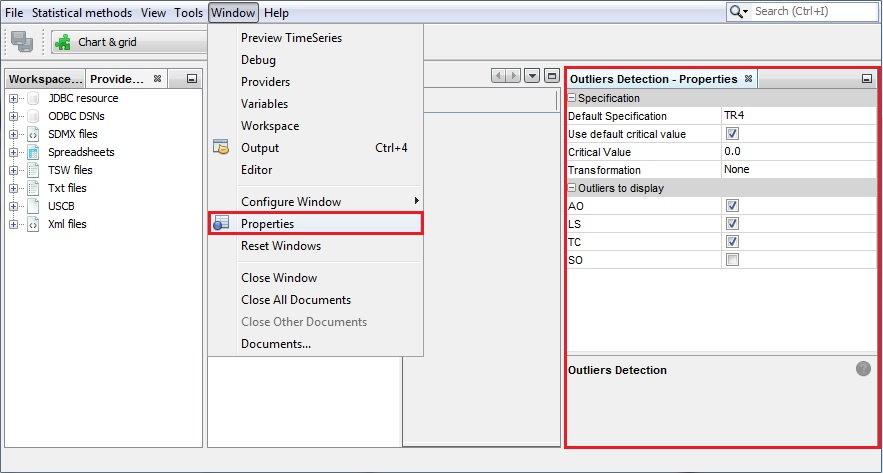 File Statistical methods View Tools Window Help
Search (Ctrl+I)
Chart & grid
Workspace... Provide...
JDBC resource
ODBC DSNs
SDMX files
Spreadsheets
TSW files
Txt files
USCB
Xml files
Preview TimeSeries
Debug
Providers
Variables
Workspace
Output Ctrl+4
Editor
Configure Window
Properties
Reset Windows
Close Window
Close All Documents
Close Other Documents
Documents...
Outliers Detection - Properties
Specification
Default Specification TR4
Use default critical value
Critical Value 0.0
Transformation None
Outliers to display
AO
LS
TC
SO
Outliers Detection
?